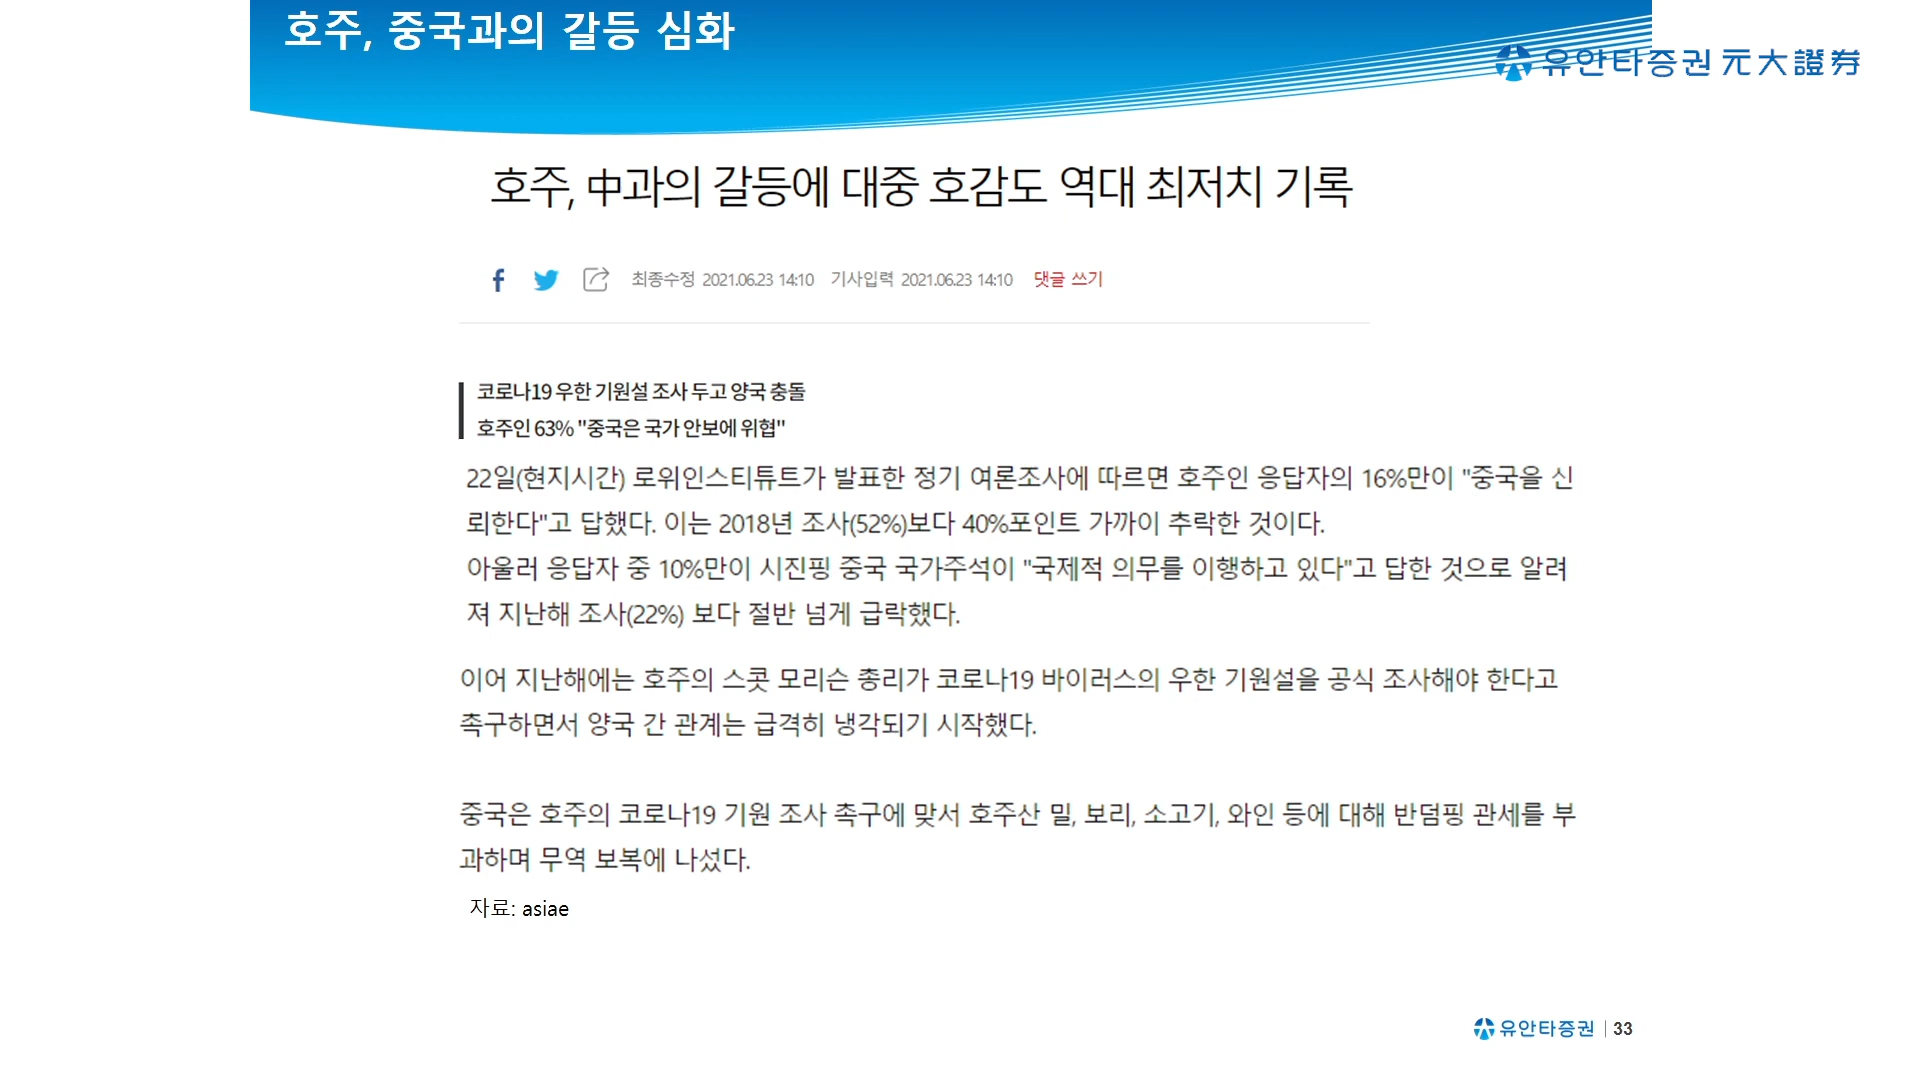 호주, 중국과의 갈등 심화
유안타증권 元大證券
호주, 中과의 갈등에 대중 호감도 역대 최저치 기록
최종수정 2021.06.23 14:10 기사입력 2021.06.23 14:10 댓글 쓰기
코로나19 우한 기원설 조사 두고 양국 충돌
호주인 63% "중국은 국가 안보에 위협"
22일(현지시간) 로위인스티튜트가 발표한 정기 여론조사에 따르면 호주인 응답자의 16%만이 "중국을 신
뢰한다"고 답했다. 이는 2018년 조사(52%)보다 40%포인트 가까이 추락한 것이다.
아울러 응답자 중 10%만이 시진핑 중국 국가주석이 "국제적 의무를 이행하고 있다"고 답한 것으로 알려
져 지난해 조사(22%) 보다 절반 넘게 급락했다.
이어 지난해에는 호주의 스콧 모리슨 총리가 코로나19 바이러스의 우한 기원설을 공식 조사해야 한다고
촉구하면서 양국 간 관계는 급격히 냉각되기 시작했다.
중국은 호주의 코로나19 기원 조사 촉구에 맞서 호주산 밀, 보리, 소고기, 와인 등에 대해 반덤핑 관세를 부
과하며 무역 보복에 나섰다.
자료: asiae
유안타증권 33